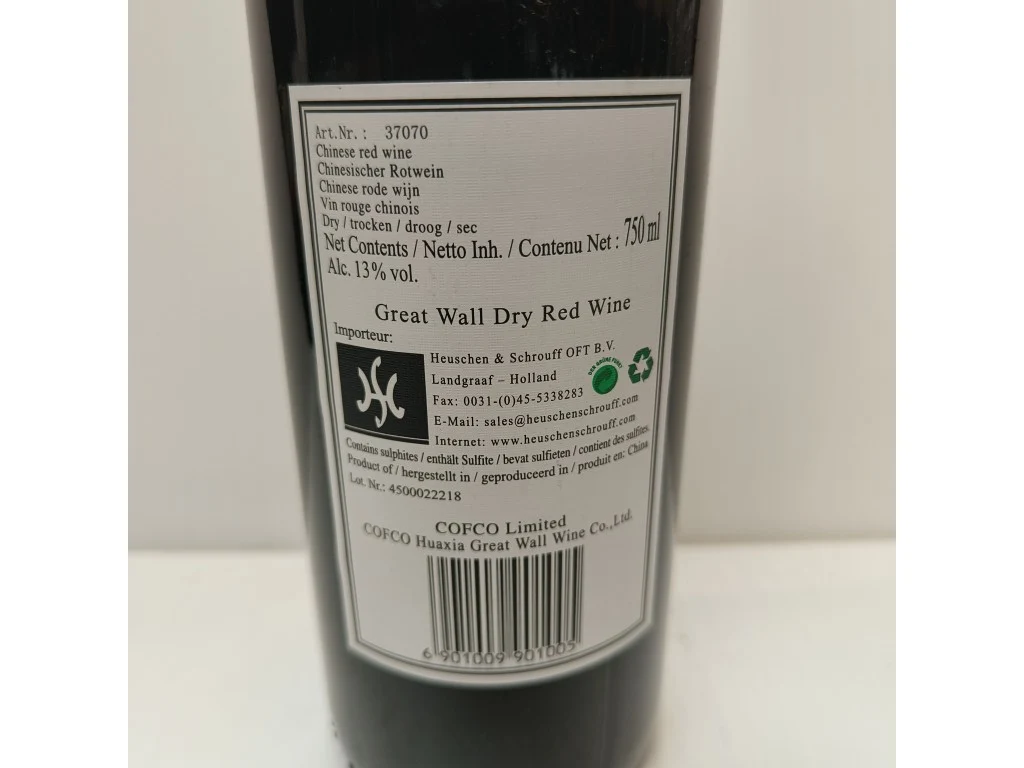 Art.Nr. : 37070
Chinese red wine
Chinesischer Rotwein
Chinese rode wijn
Vin rouge chinois
Dry / trocken / droog / sec
Net Contents / Netto Inh. / Contenu Net : 750 ml
Alc. 13% vol.
Great Wall Dry Red Wine
Importeur:
Heuschen & Schrouff OFT B.V.
Landgraaf – Holland
Fax: 0031-(0)45-5338283
E-Mail: sales@heuschenschrouff.com
Internet: www.heuschenschrouff.com
DER GRÜNE PUNKT
Contains sulphites / enthält Sulfite / bevat sulfieten / contient des sulfites.
Product of / hergestellt in / geproduceerd in / produit en: China
Lot. Nr.: 4500022218
COFCO Limited
COFCO Huaxia Great Wall Wine Co.,Ltd.
6 901009 901005